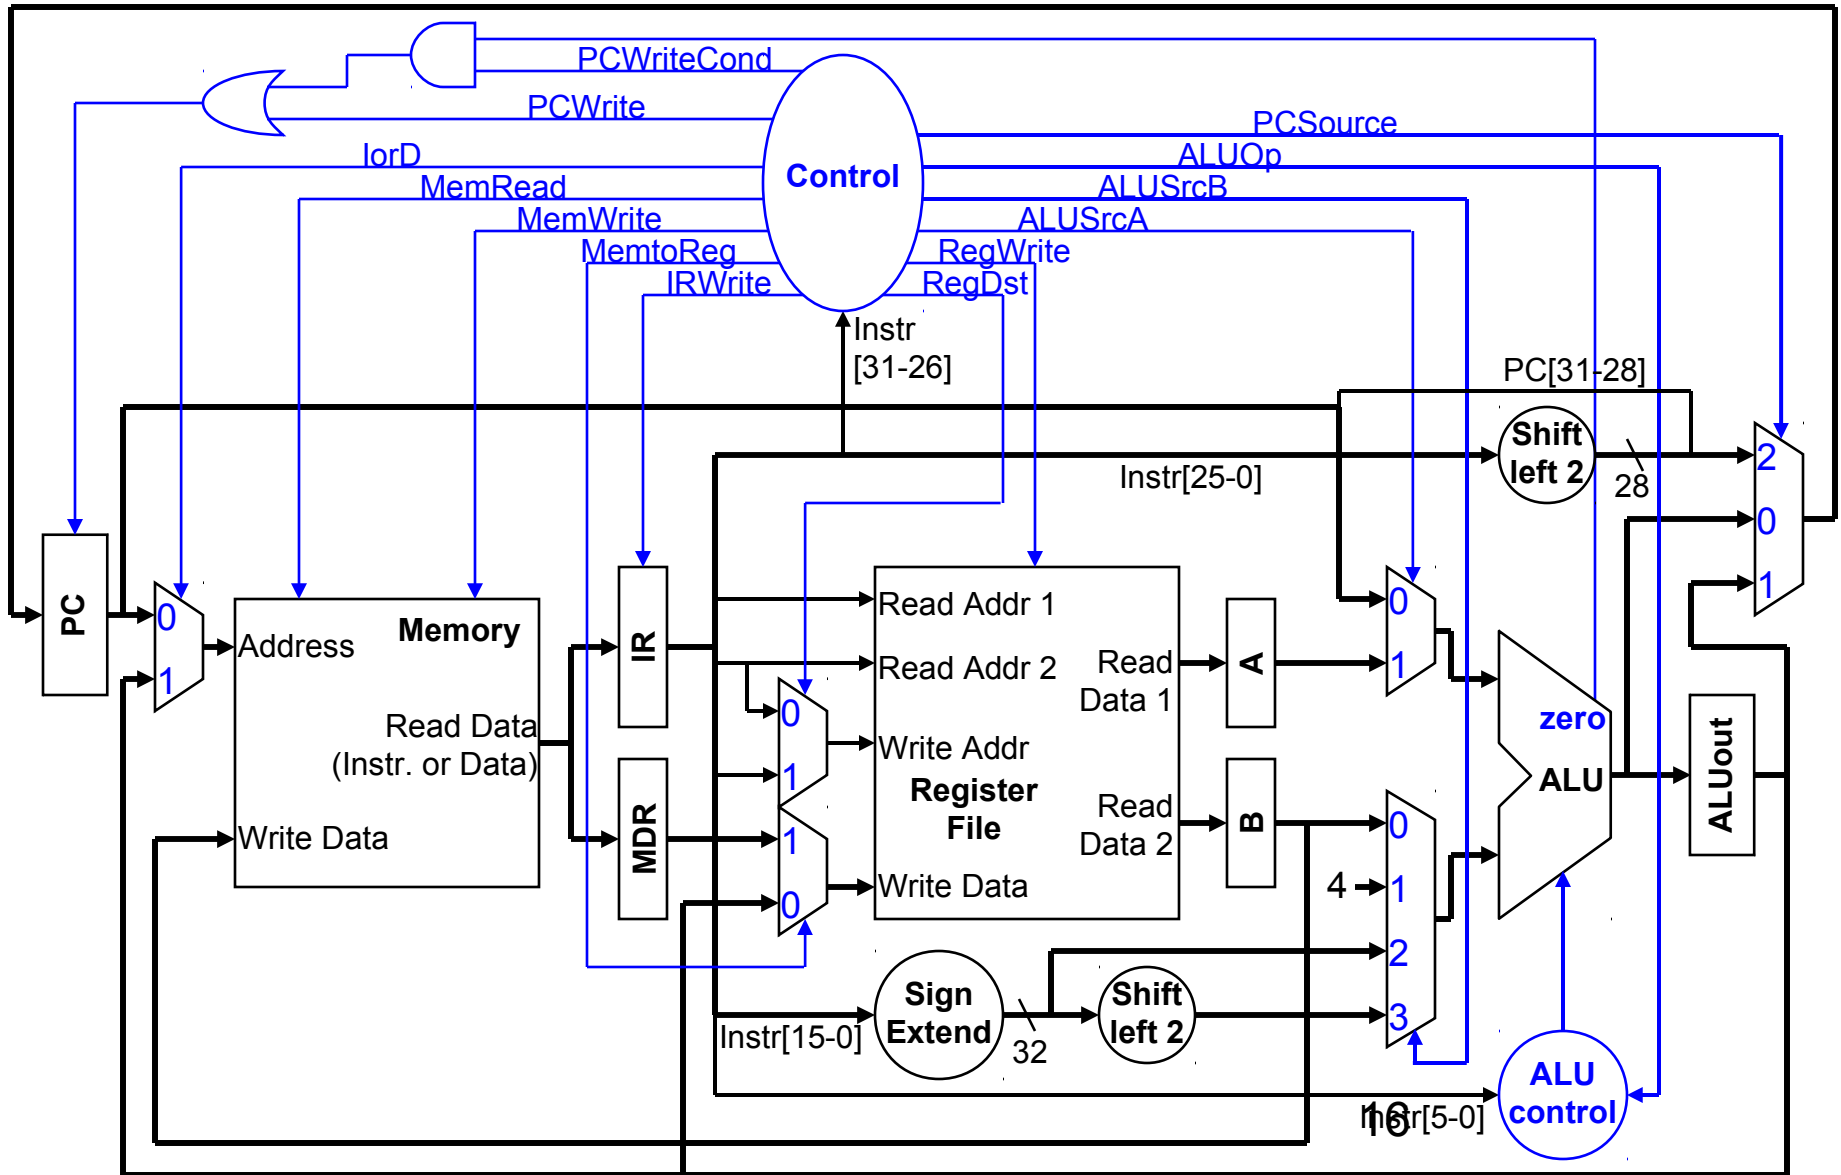 PCWriteCond
PCWrite
PCSource
IorD
ALUOp
Control
MemRead
ALUSrcB
MemWrite
ALUSrcA
MemtoReg
RegWrite
IRWrite
RegDst
Instr
[31-26]
PC[31-28]
Shift
left 2
Instr[25-0]
28
2
0
1
PC
0
1
Address
Memory
Read Data
(Instr. or Data)
Write Data
IR
MDR
0
1
1
0
Read Addr 1
Read Addr 2
Read
Data 1
Write Addr
Register
File
Read
Data 2
Write Data
A
B
0
1
4
0
1
2
3
zero
ALU
ALUout
Sign
Extend
Instr[15-0]
32
Shift
left 2
ALU
control
Instr[5-0]
16